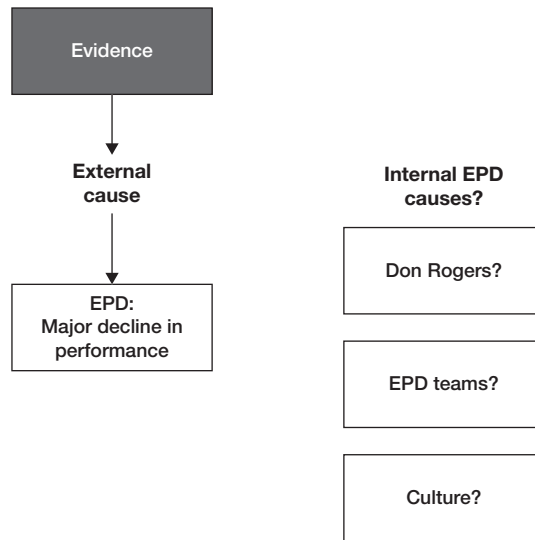 Evidence
External
cause
EPD:
Major decline in
performance
Internal EPD
causes?
Don Rogers?
EPD teams?
Culture?